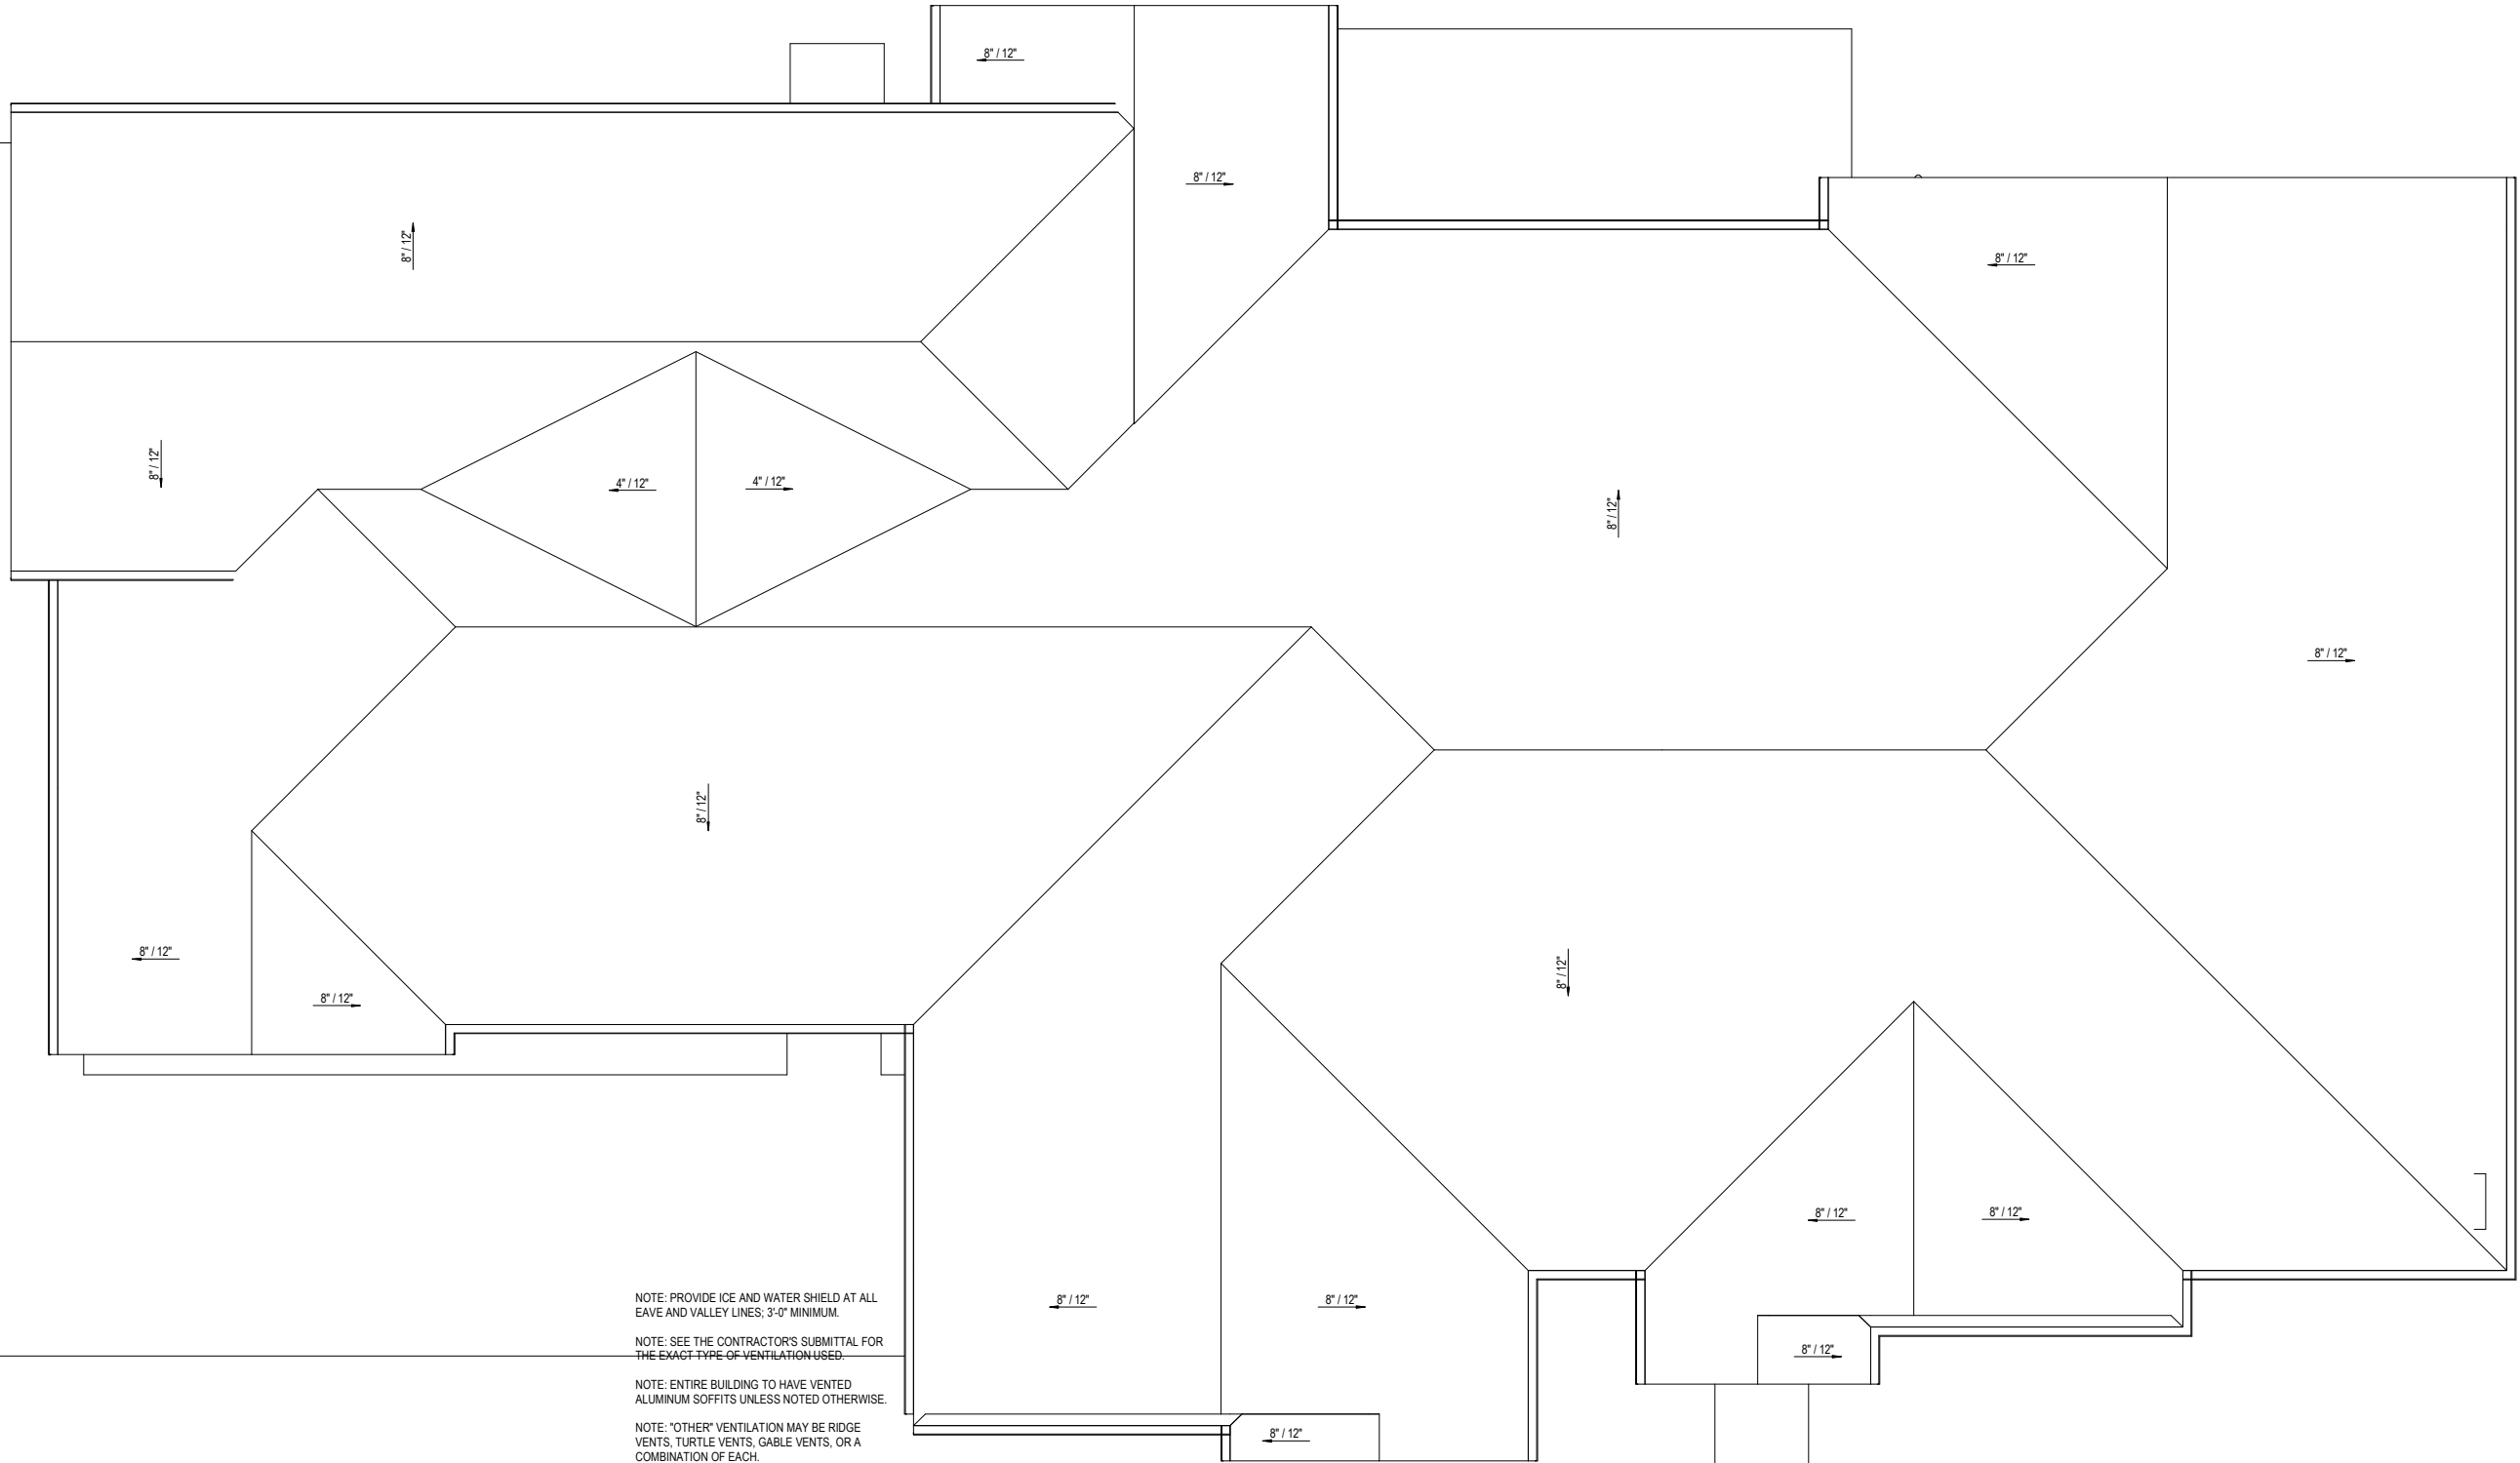 8" / 12"
8" / 12"
8" / 12"
8" / 12"
8" / 12"
4" / 12"
4" / 12"
8" / 12"
8" / 12"
8" / 12"
8" / 12"
8" / 12"
8" / 12"
8" / 12"
8" / 12"
8" / 12"
8" / 12"
8" / 12"
8" / 12"
8" / 12"
NOTE: PROVIDE ICE AND WATER SHIELD AT ALL
EAVE AND VALLEY LINES; 3'-0" MINIMUM.
NOTE: SEE THE CONTRACTOR'S SUBMITTAL FOR
THE EXACT TYPE OF VENTILATION USED.
NOTE: ENTIRE BUILDING TO HAVE VENTED
ALUMINUM SOFFITS UNLESS NOTED OTHERWISE.
NOTE: "OTHER" VENTILATION MAY BE RIDGE
VENTS, TURTLE VENTS, GABLE VENTS, OR A
COMBINATION OF EACH.